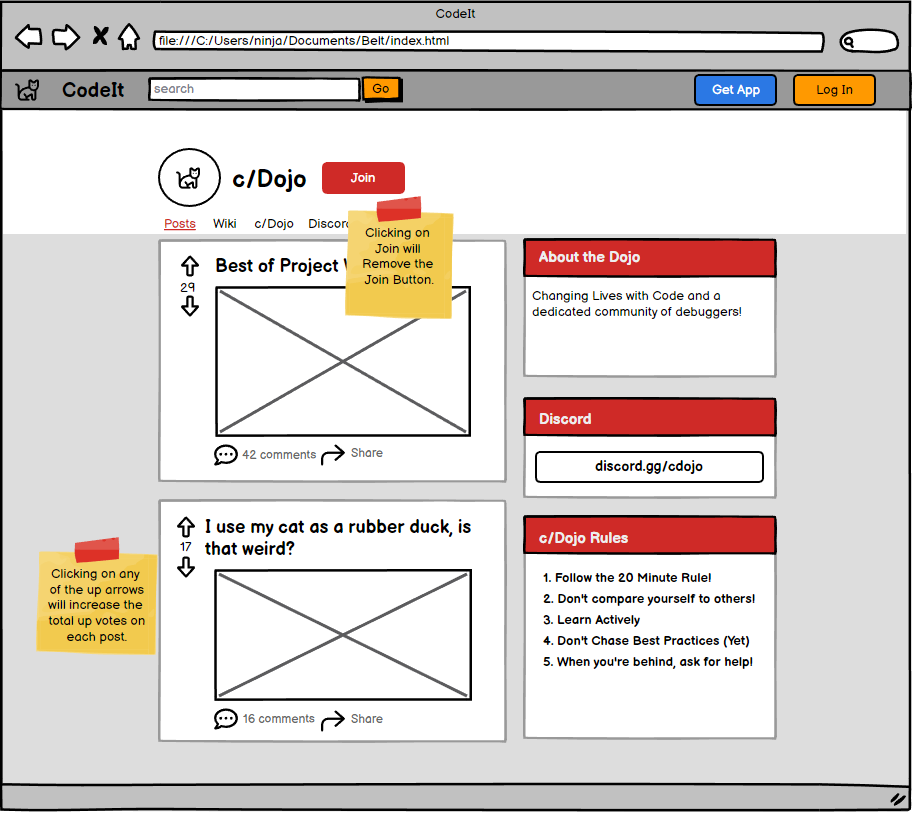 CodeIt
file:///C:/Users/ninja/Documents/Belt/index.html
CodeIt
search
Go
Get App
Log In
c/Dojo
Join
Posts
Wiki
c/Dojo
Clicking on
Join will
Remove the
Join Button.
Best of Project
29
42 comments
Share
17
I use my cat as a rubber duck, is
that weird?
16 comments
Share
Clicking on any
of the up arrows
will increase the
total up votes on
each post.
About the Dojo
Changing Lives with Code and a
dedicated community of debuggers!
Discord
discord.gg/cdojo
c/Dojo Rules
1. Follow the 20 Minute Rule!
2. Don't compare yourself to others!
3. Learn Actively
4. Don't Chase Best Practices (Yet)
5. When you're behind, ask for help!